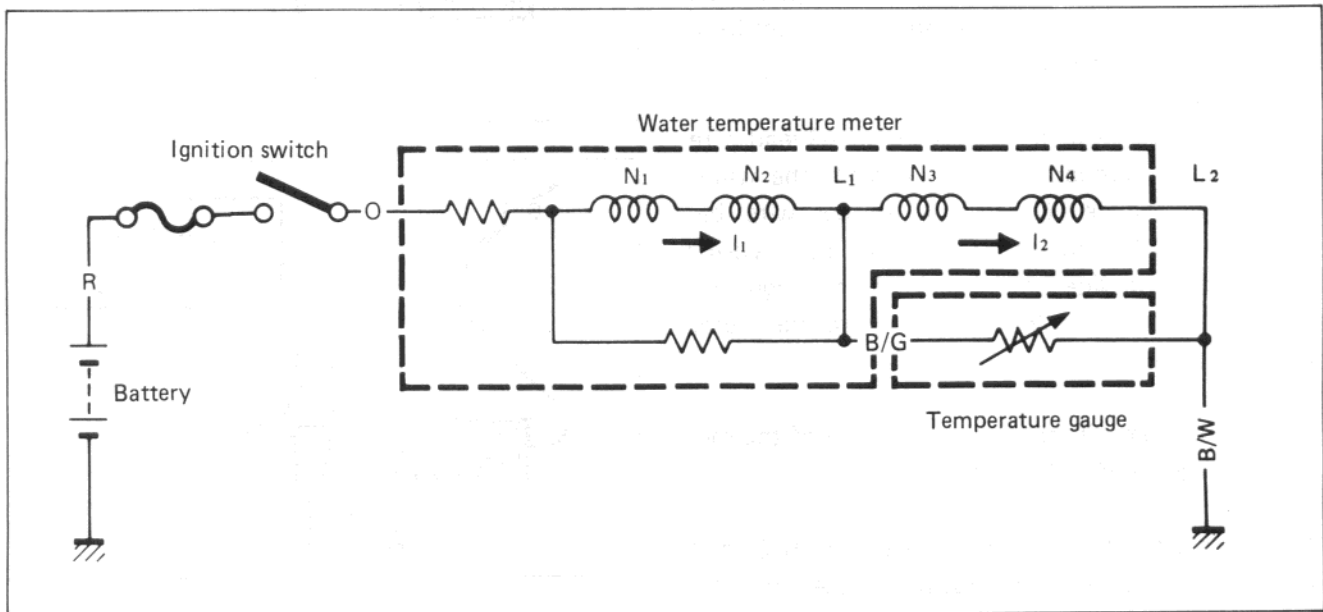 Water temperature meter
Ignition switch
N1 N2 L1 N3 N4 L2
O
I1 I2
R
B/G
Battery
Temperature gauge
B/W